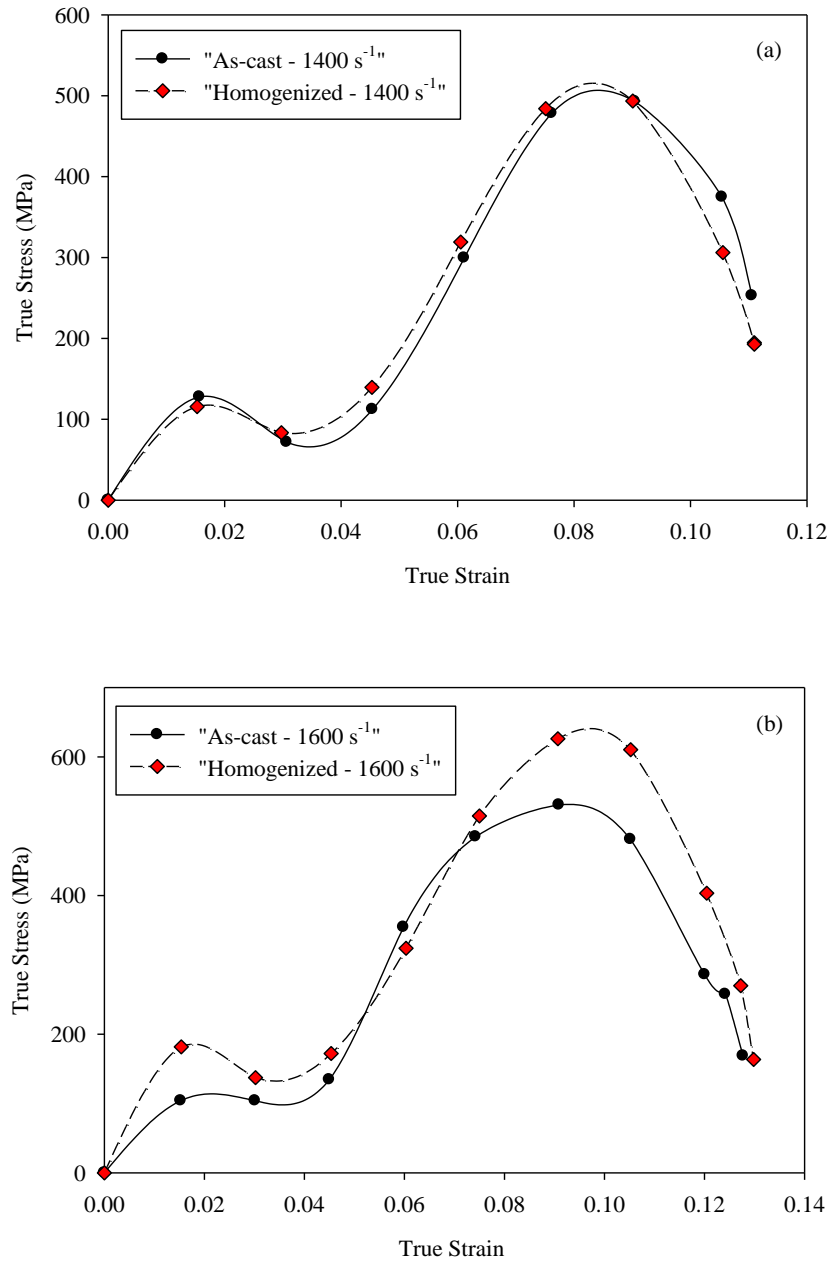 600
(a)
"As-cast - 1400 s-1"
"Homogenized - 1400 s-1"
500
400
300
200
100
0
True Stress (MPa)
0.00 0.02 0.04 0.06 0.08 0.10 0.12
True Strain
(b)
"As-cast - 1600 s-1"
"Homogenized - 1600 s-1"
600
400
200
0
True Stress (MPa)
0.00 0.02 0.04 0.06 0.08 0.10 0.12 0.14
True Strain